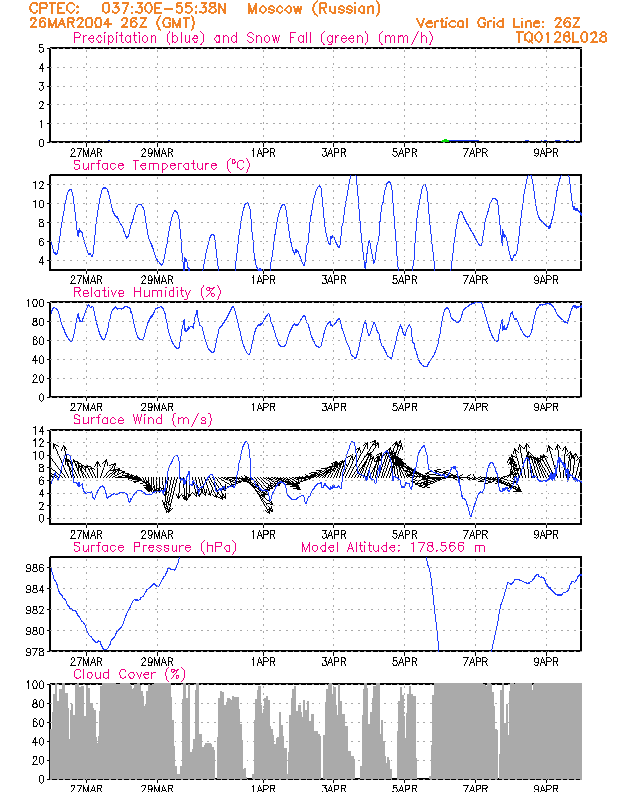 CPTEC: 037:30E-55:38N Moscow (Russian)
26MAR2004 26Z (GMT) Vertical Grid Line: 26Z
Precipitation (blue) and Snow Fall (green) (mm/h) TQ0126L028
5
4
3
2
1
0
27MAR 29MAR 1APR 3APR 5APR 7APR 9APR
Surface Temperature (°C)
12
10
8
6
4
27MAR 29MAR 1APR 3APR 5APR 7APR 9APR
Relative Humidity (%)
100
80
60
40
20
0
27MAR 29MAR 1APR 3APR 5APR 7APR 9APR
Surface Wind (m/s)
14
12
10
8
6
4
2
0
27MAR 29MAR 1APR 3APR 5APR 7APR 9APR
Surface Pressure (hPa) Model Altitude: 178.566 m
986
984
982
980
978
27MAR 29MAR 1APR 3APR 5APR 7APR 9APR
Cloud Cover (%)
100
80
60
40
20
0
27MAR 29MAR 1APR 3APR 5APR 7APR 9APR